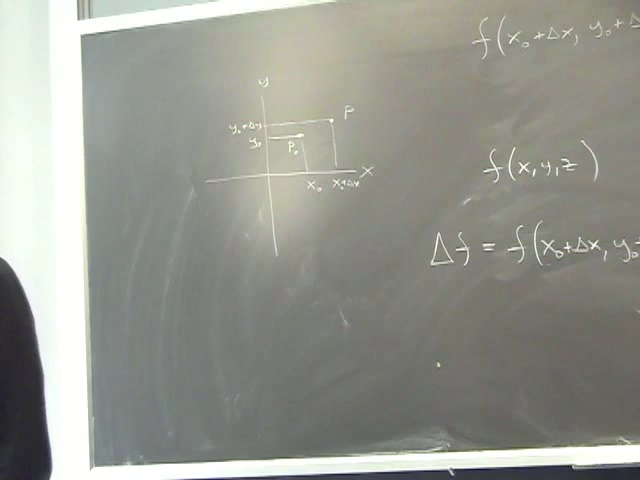 y
y₀+Δy
P
y₀
P₀
x₀ x₀+Δx
x
f(x₀+Δx, y₀+Δ
f(x,y,z)
Δf = f(x₀+Δx, y₀+